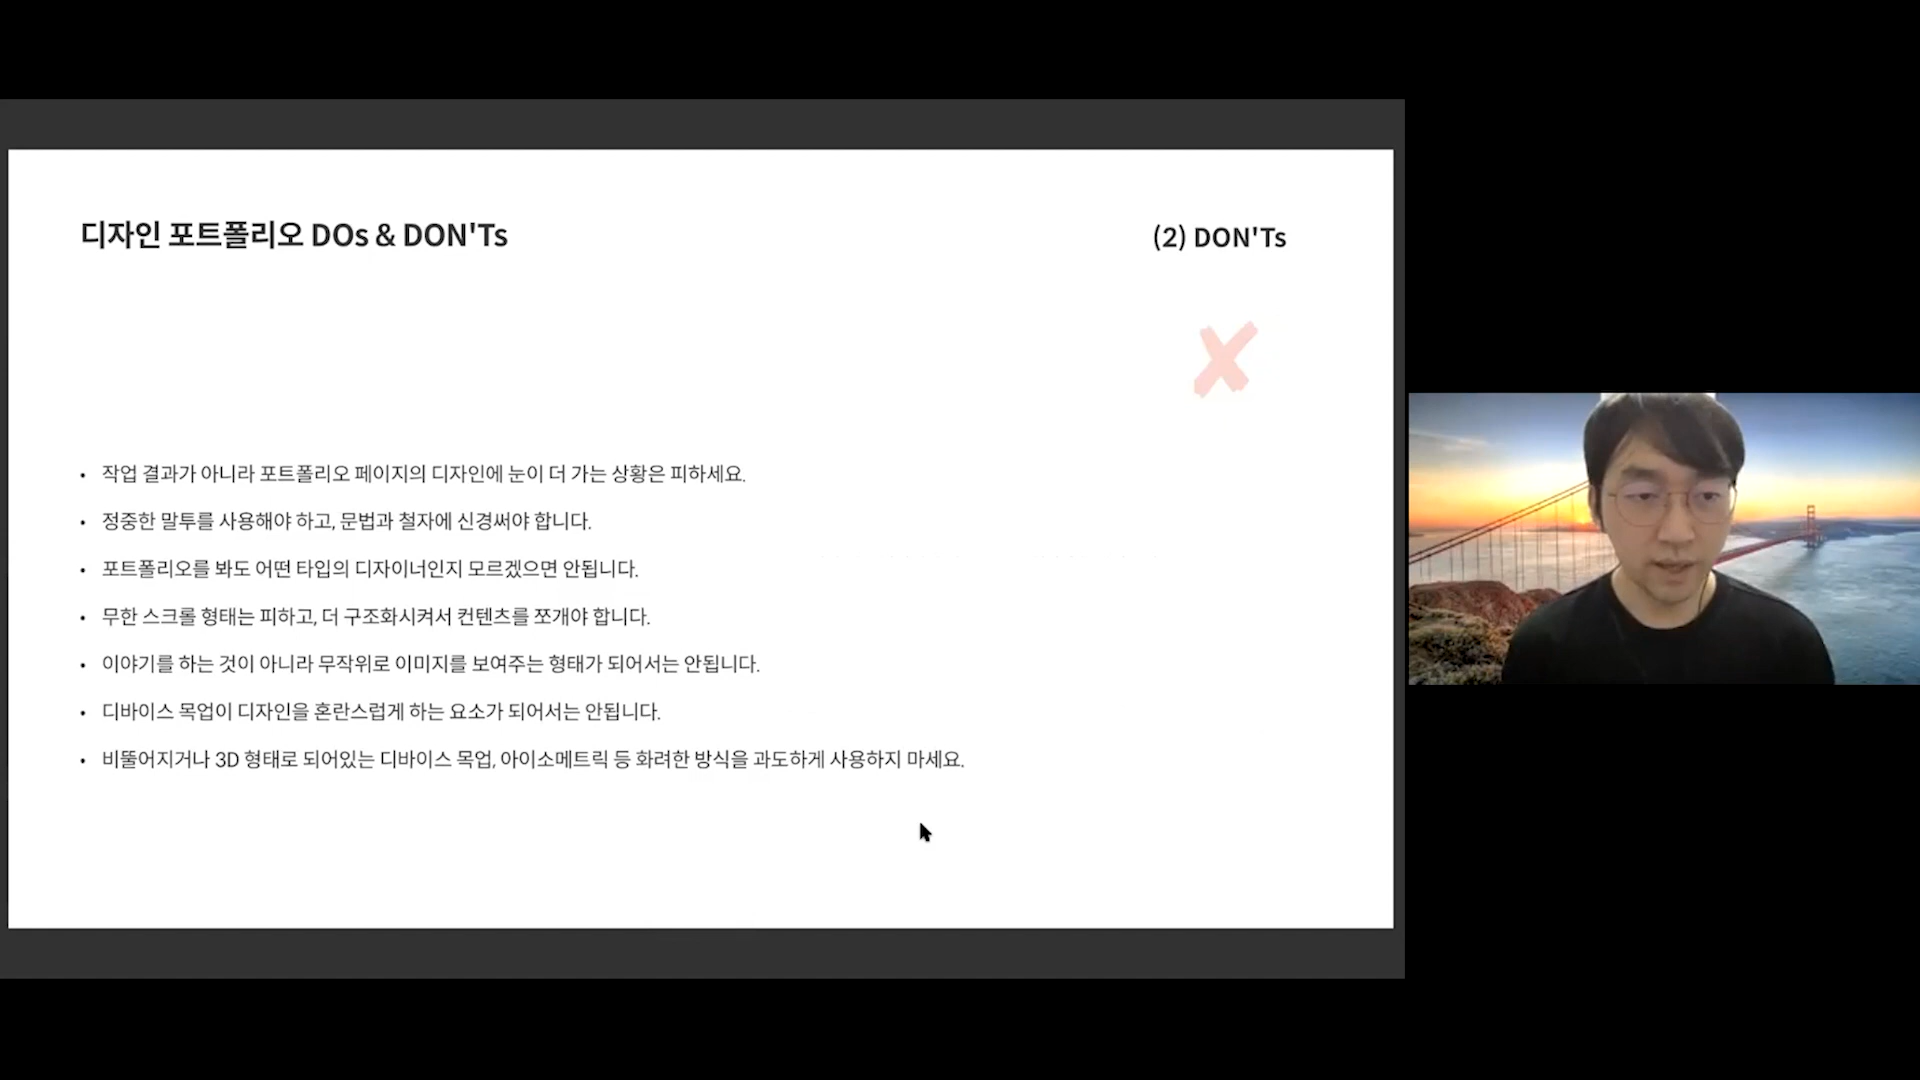 디자인 포트폴리오 DOs & DON'Ts
(2) DON'Ts
• 작업 결과가 아니라 포트폴리오 페이지의 디자인에 눈이 더 가는 상황은 피하세요.
• 정중한 말투를 사용해야 하고, 문법과 철자에 신경써야 합니다.
• 포트폴리오를 봐도 어떤 타입의 디자이너인지 모르겠으면 안됩니다.
• 무한 스크롤 형태는 피하고, 더 구조화시켜서 컨텐츠를 쪼개야 합니다.
• 이야기를 하는 것이 아니라 무작위로 이미지를 보여주는 형태가 되어서는 안됩니다.
• 디바이스 목업이 디자인을 혼란스럽게 하는 요소가 되어서는 안됩니다.
• 비뚤어지거나 3D 형태로 되어있는 디바이스 목업, 아이소메트릭 등 화려한 방식을 과도하게 사용하지 마세요.